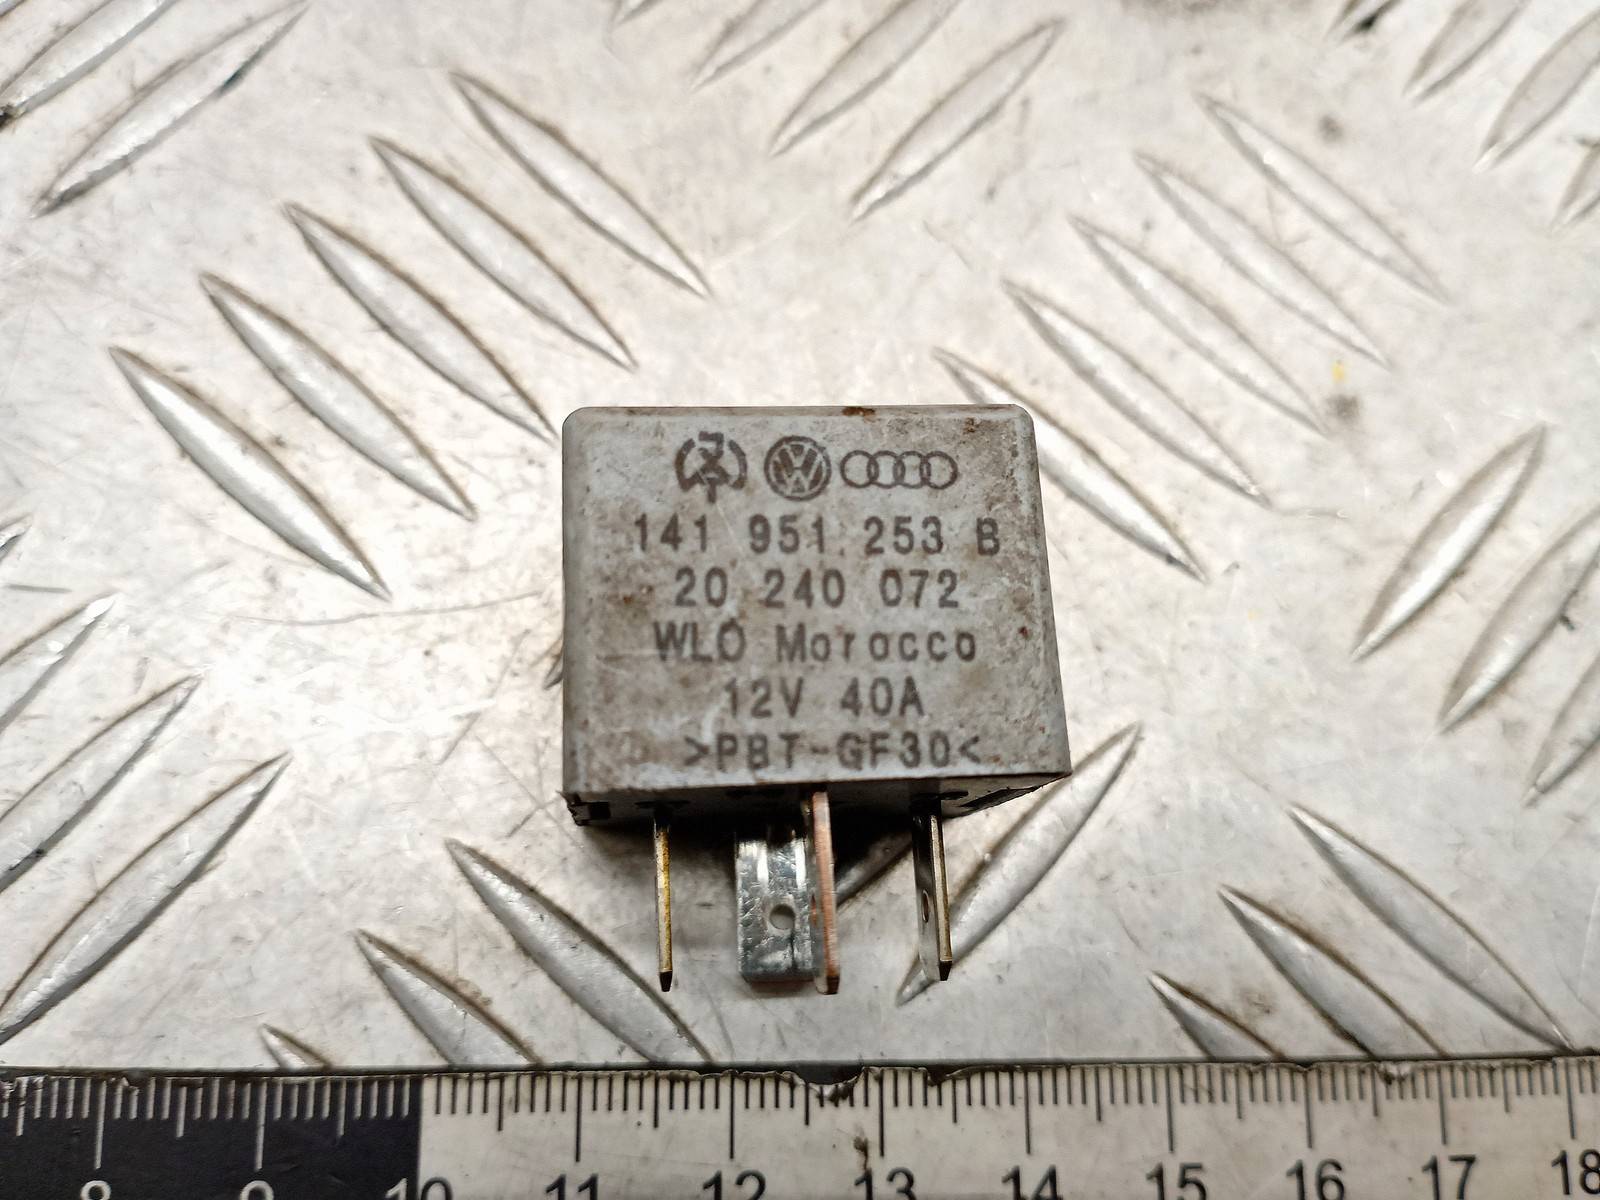 141 951 253 B
20 240 072
WLÖ Morocco
12V 40A
>PBT-GF30<
8 9 10 11 12 13 14 15 16 17 18